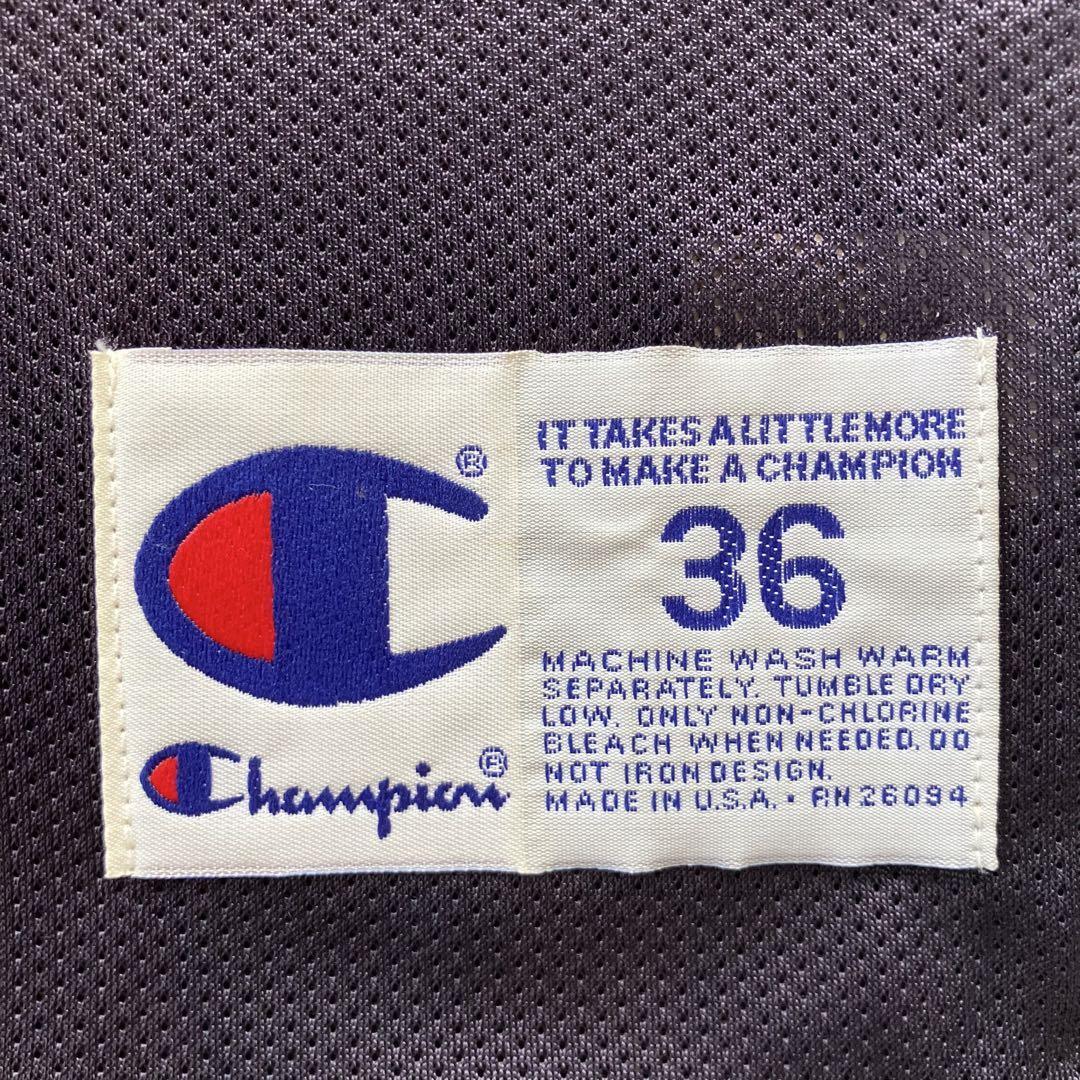 ®
Champion®
IT TAKES A LITTLE MORE
TO MAKE A CHAMPION
36
MACHINE WASH WARM
SEPARATELY. TUMBLE DRY
LOW. ONLY NON-CHLORINE
BLEACH WHEN NEEDED. DO
NOT IRON DESIGN.
MADE IN U.S.A. • RN 26094